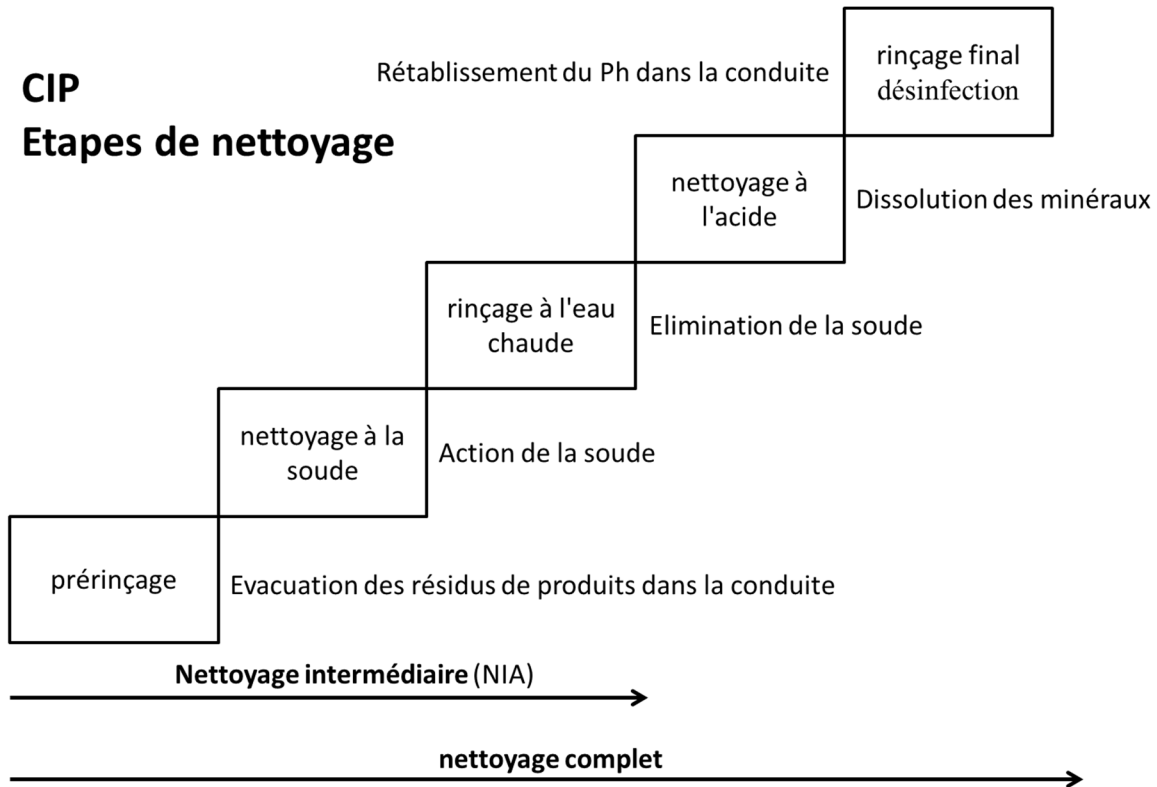 CIP
Etapes de nettoyage
Rétablissement du Ph dans la conduite
rinçage final
désinfection
nettoyage à
l'acide
Dissolution des minéraux
rinçage à l'eau
chaude
Elimination de la soude
nettoyage à la
soude
Action de la soude
prérinçage
Evacuation des résidus de produits dans la conduite
Nettoyage intermédiaire (NIA)
nettoyage complet